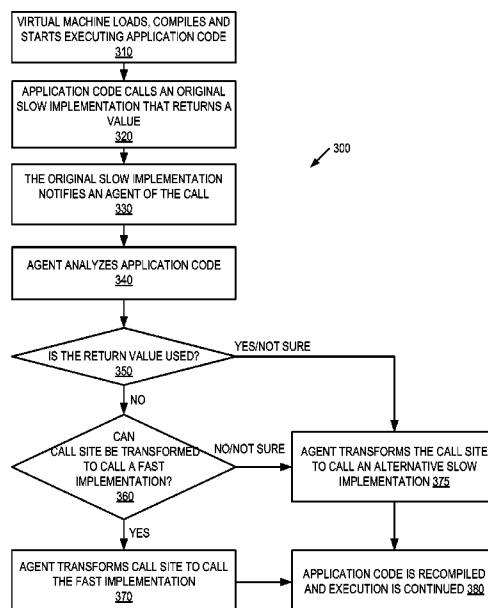 VIRTUAL MACHINE LOADS, COMPILES AND
STARTS EXECUTING APPLICATION CODE
310
APPLICATION CODE CALLS AN ORIGINAL
SLOW IMPLEMENTATION THAT RETURNS A
VALUE
320
300
THE ORIGINAL SLOW IMPLEMENTATION
NOTIFIES AN AGENT OF THE CALL
330
AGENT ANALYZES APPLICATION CODE
340
IS THE RETURN VALUE USED?
350
YES/NOT SURE
NO
CAN
CALL SITE BE TRANSFORMED
TO CALL A FAST
IMPLEMENTATION?
360
NO/NOT SURE
AGENT TRANSFORMS THE CALL SITE
TO CALL AN ALTERNATIVE SLOW
IMPLEMENTATION 375
YES
AGENT TRANSFORMS CALL SITE TO CALL
THE FAST IMPLEMENTATION
370
APPLICATION CODE IS RECOMPILED
AND EXECUTION IS CONTINUED 380